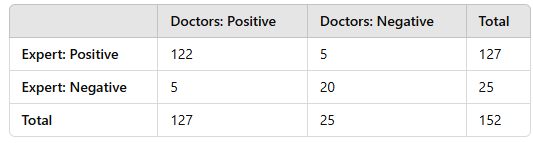 Doctors: Positive Doctors: Negative Total
Expert: Positive 122 5 127
Expert: Negative 5 20 25
Total 127 25 152